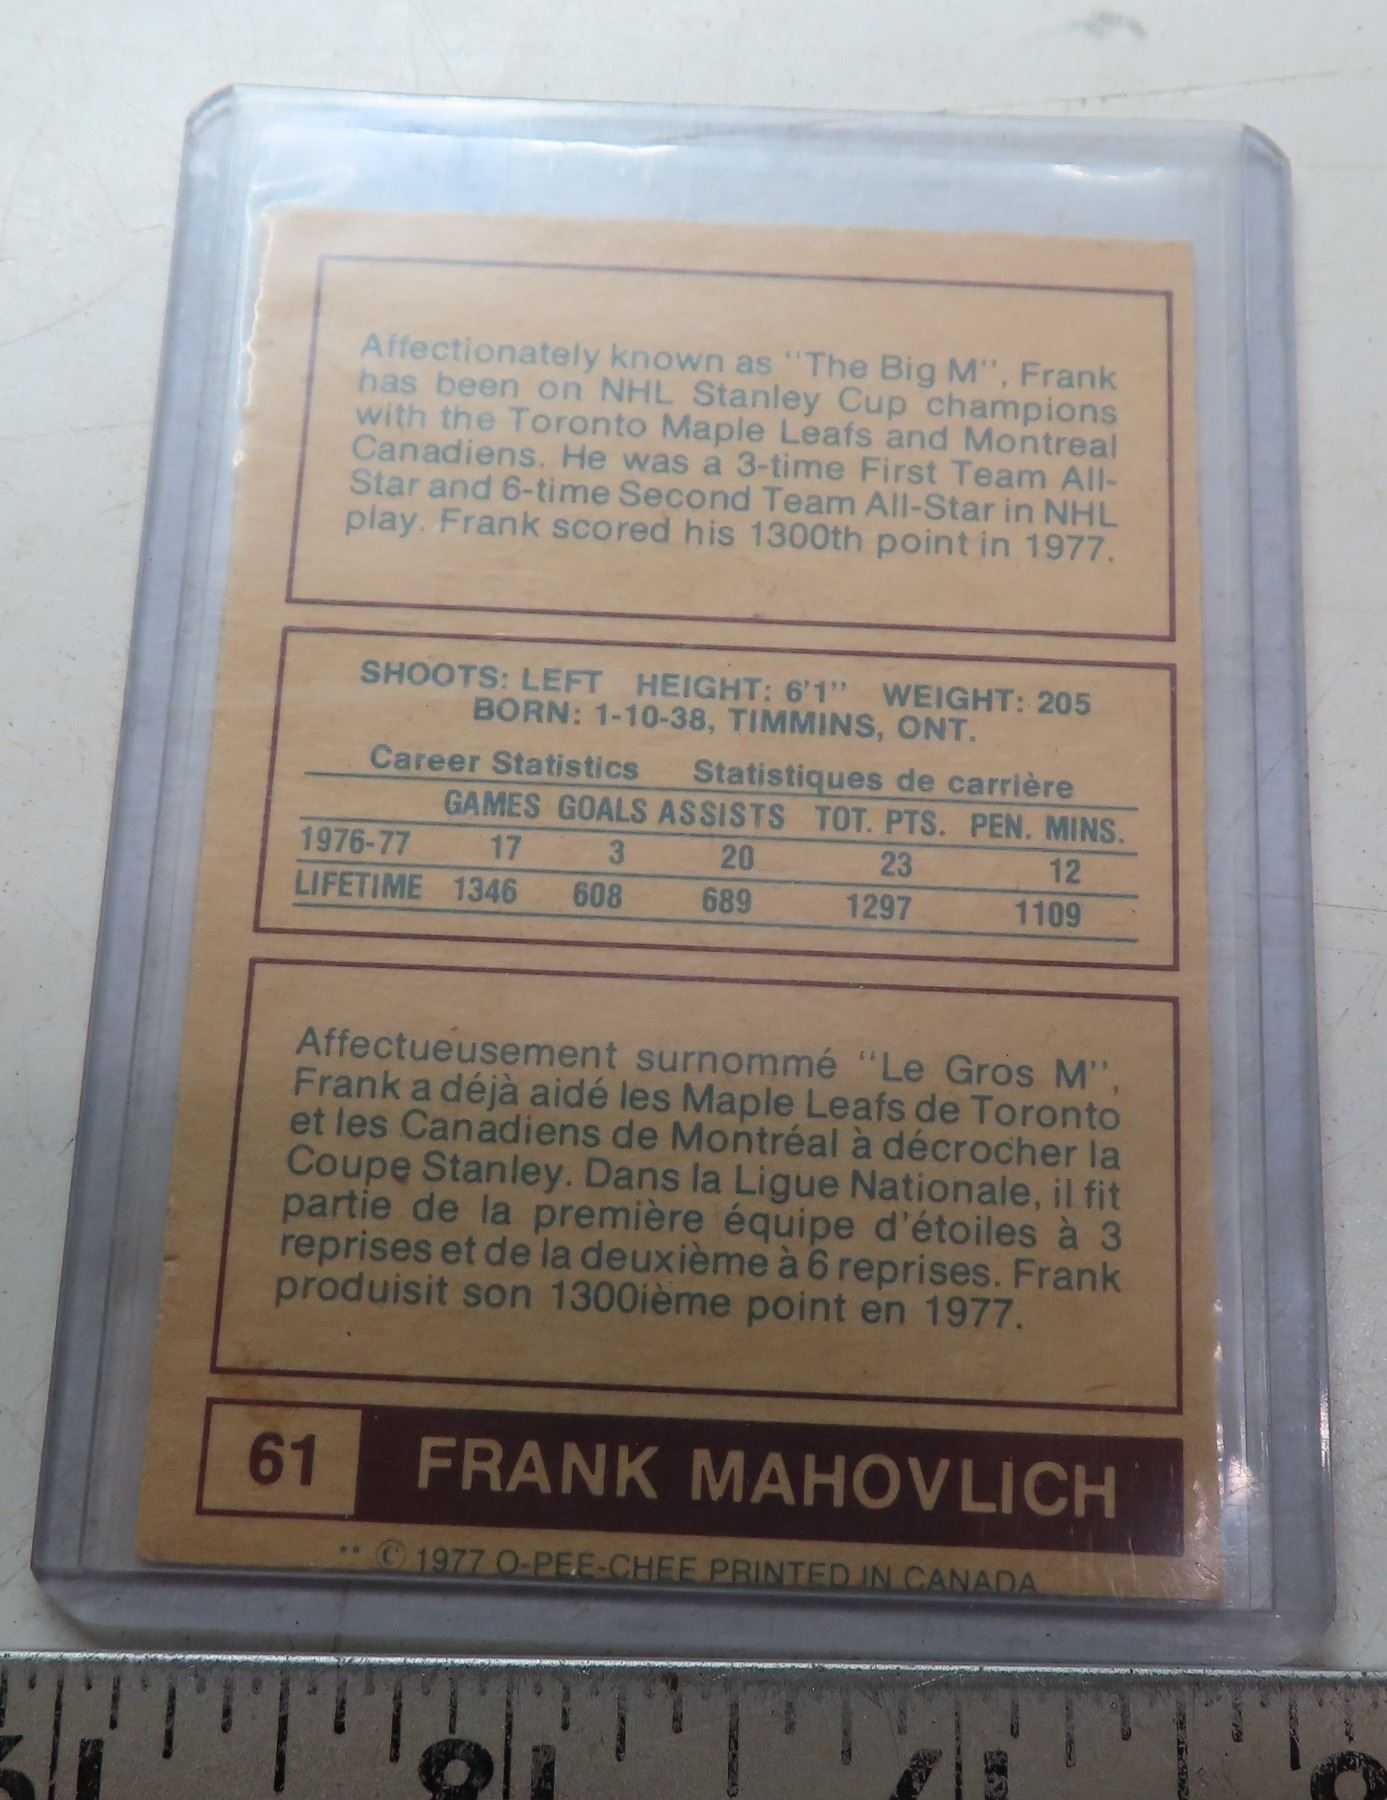 Affectionately known as "The Big M", Frank
has been on NHL Stanley Cup champions
with the Toronto Maple Leafs and Montreal
Canadiens. He was a 3-time First Team All-
Star and 6-time Second Team All-Star in NHL
play. Frank scored his 1300th point in 1977.
SHOOTS: LEFT HEIGHT: 6'1" WEIGHT: 205
BORN: 1-10-38, TIMMINS, ONT.
Career Statistics Statistiques de carrière
GAMES GOALS ASSISTS TOT. PTS. PEN. MINS.
1976-77 17 3 20 23 12
LIFETIME 1346 608 689 1297 1109
Affectueusement surnommé "Le Gros M",
Frank a déjà aidé les Maple Leafs de Toronto
et les Canadiens de Montréal à décrocher la
Coupe Stanley. Dans la Ligue Nationale, il fit
partie de la première équipe d'étoiles à 3
reprises et de la deuxième à 6 reprises. Frank
produisit son 1300ième point en 1977.
61 FRANK MAHOVLICH
** © 1977 O-PEE-CHEE PRINTED IN CANADA